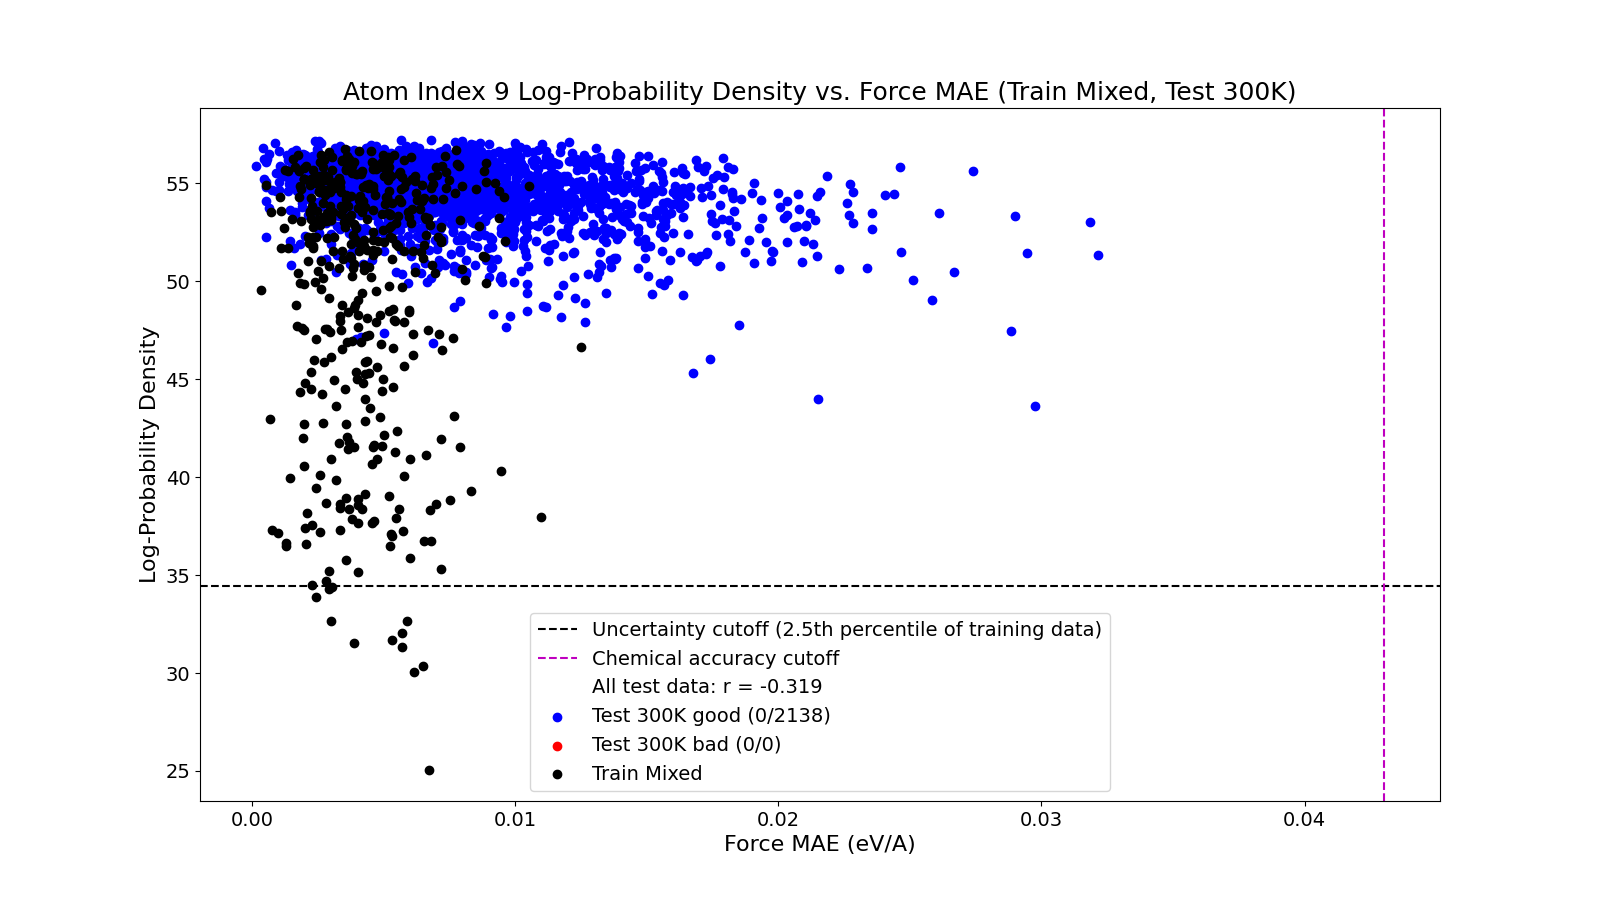 Atom Index 9 Log-Probability Density vs. Force MAE (Train Mixed, Test 300K)
Log-Probability Density
55
50
45
40
35
30
25
Uncertainty cutoff (2.5th percentile of training data)
Chemical accuracy cutoff
All test data: r = -0.319
Test 300K good (0/2138)
Test 300K bad (0/0)
Train Mixed
0.00 0.01 0.02 0.03 0.04
Force MAE (eV/A)